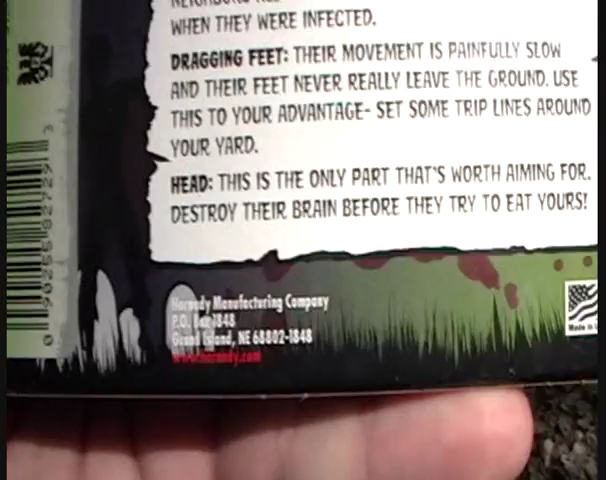 WHEN THEY WERE INFECTED.
DRAGGING FEET: THEIR MOVEMENT IS PAINFULLY SLOW
AND THEIR FEET NEVER REALLY LEAVE THE GROUND. USE
THIS TO YOUR ADVANTAGE- SET SOME TRIP LINES AROUND
YOUR YARD.
HEAD: THIS IS THE ONLY PART THAT'S WORTH AIMING FOR.
DESTROY THEIR BRAIN BEFORE THEY TRY TO EAT YOURS!
Hornady Manufacturing Company
P.O. Box 1848
Grand Island, NE 68802-1848
www.hornady.com
Made in